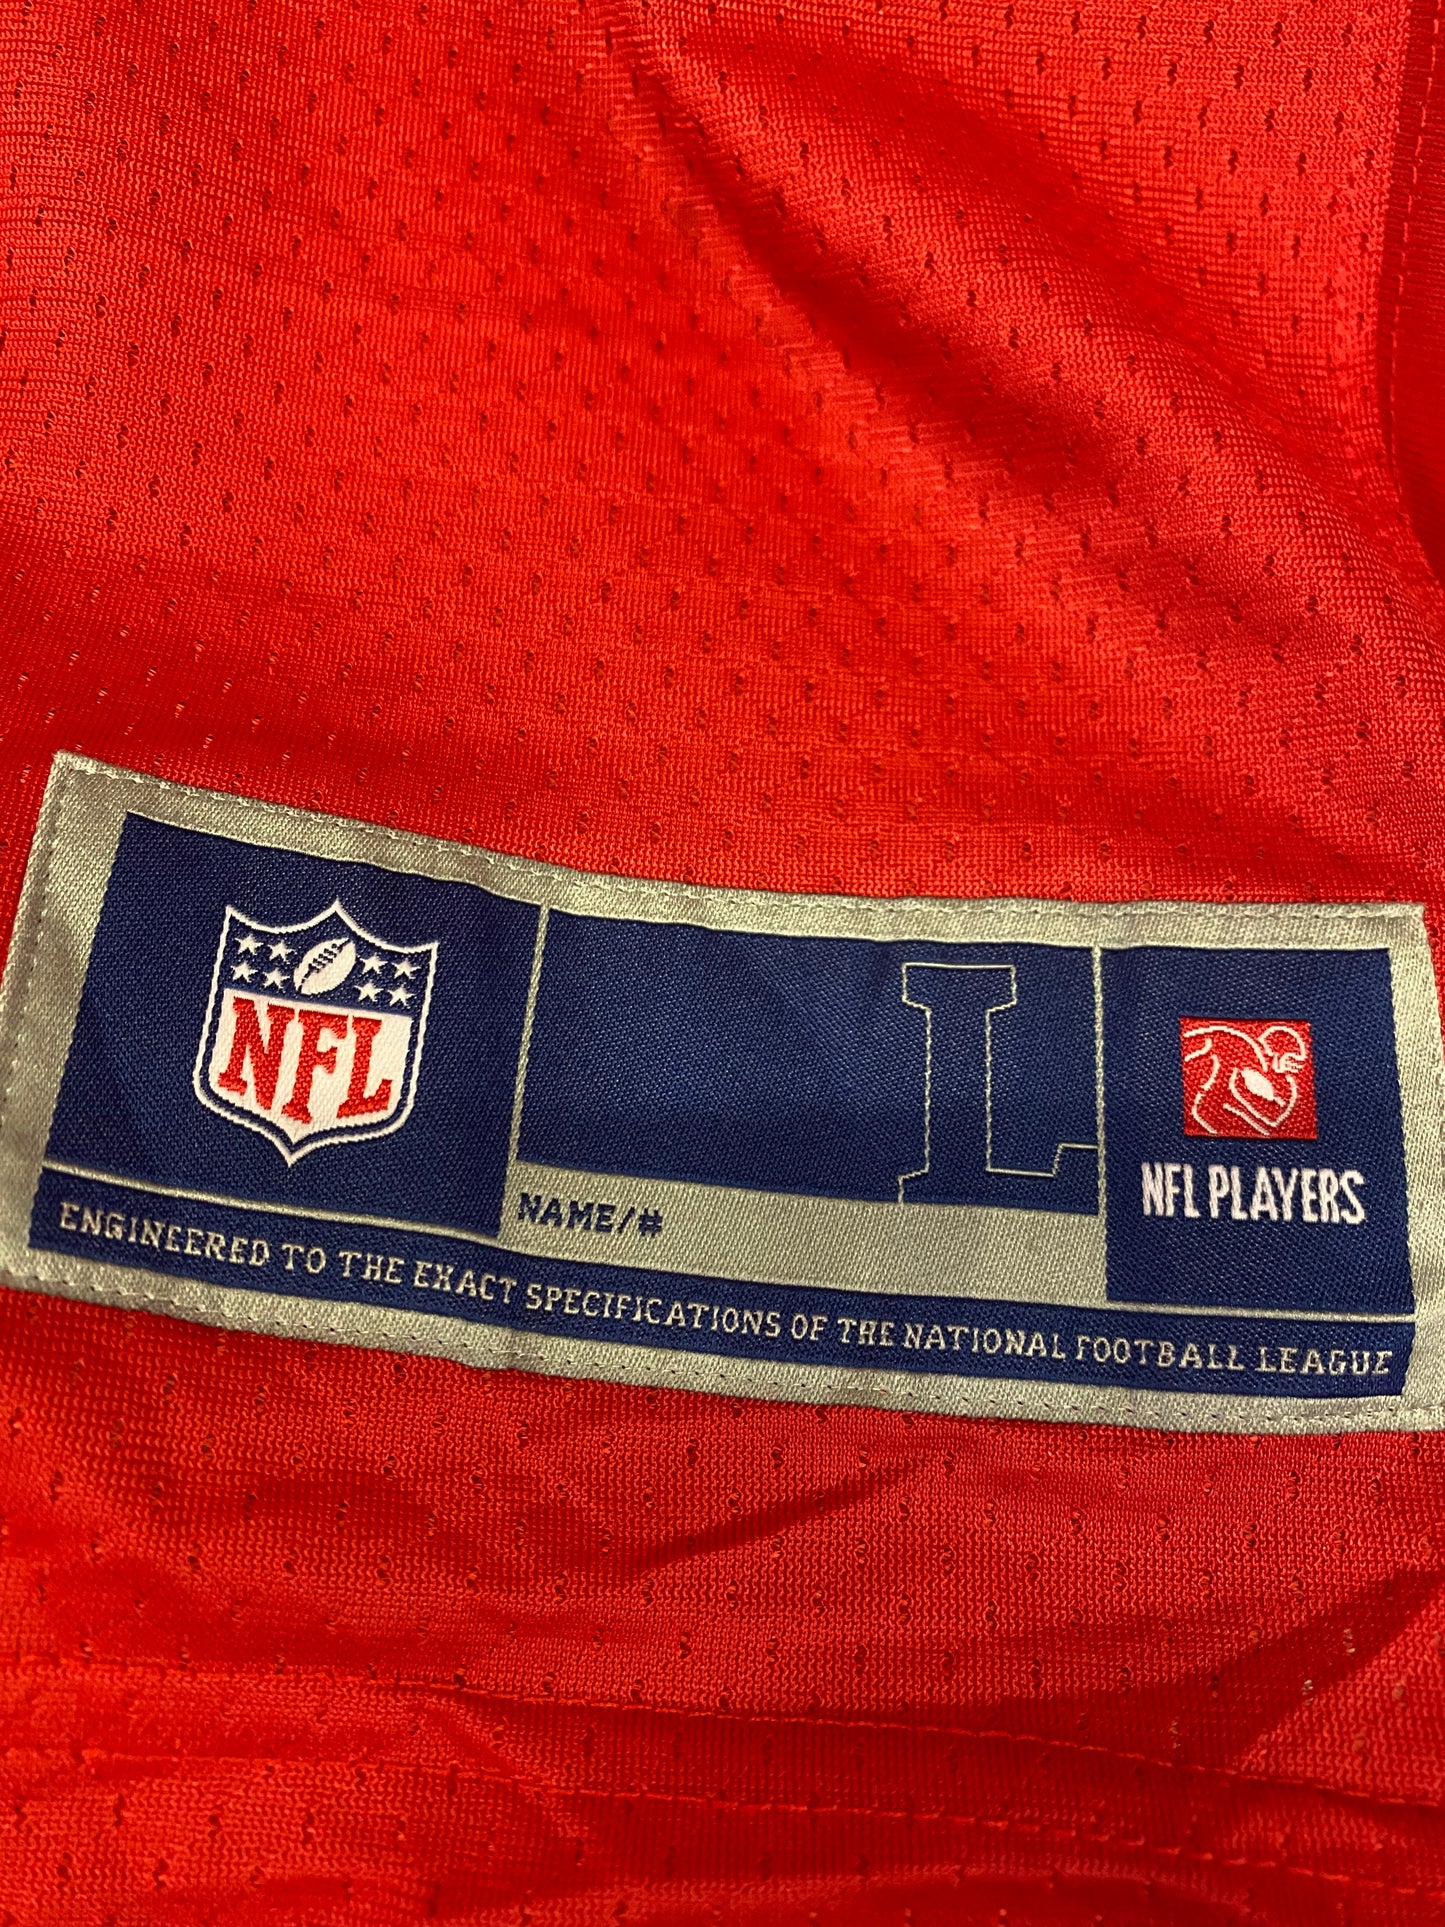 NFL
L
NFL PLAYERS
NAME/#
ENGINEERED TO THE EXACT SPECIFICATIONS OF THE NATIONAL FOOTBALL LEAGUE